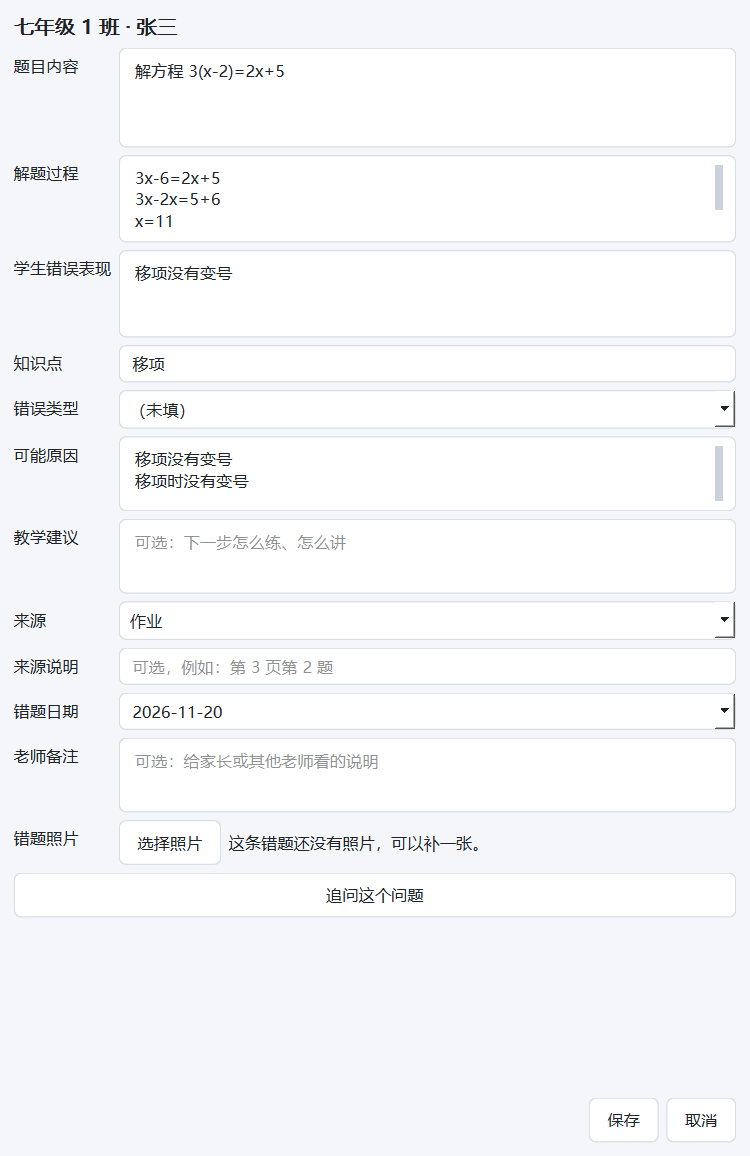 七年级 1 班 · 张三
题目内容
解方程 3(x-2)=2x+5
解题过程
3x-6=2x+5
3x-2x=5+6
x=11
学生错误表现
移项没有变号
知识点
移项
错误类型
（未填）
可能原因
移项没有变号
移项时没有变号
教学建议
可选：下一步怎么练、怎么讲
来源
作业
来源说明
可选，例如：第 3 页第 2 题
错题日期
2026-11-20
老师备注
可选：给家长或其他老师看的说明
错题照片
选择照片 这条错题还没有照片，可以补一张。
追问这个问题
保存 取消